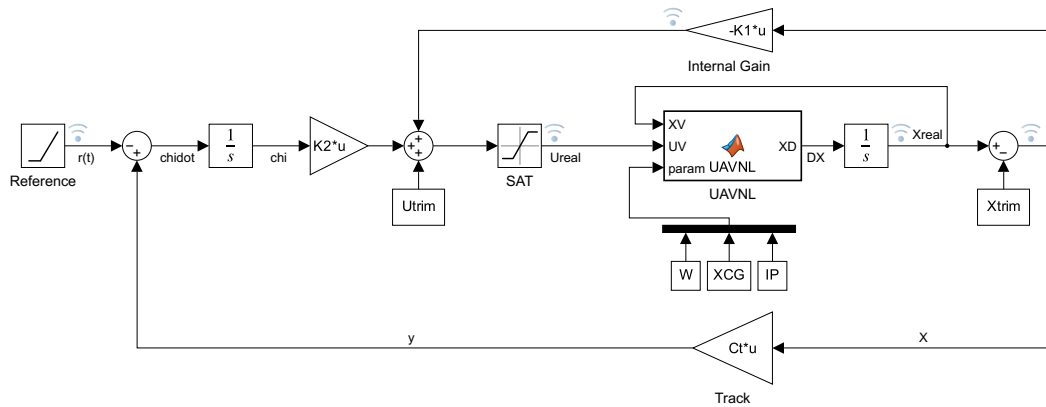 -K1*u
Internal Gain
Reference
r(t)
-
+
chidot
1
s
chi
K2*u
+
+
+
Utrim
SAT
Ureal
XV
UV
param
UAVNL
XD
UAVNL
DX
1
s
Xreal
+
-
Xtrim
W
XCG
IP
y
Ct*u
Track
X